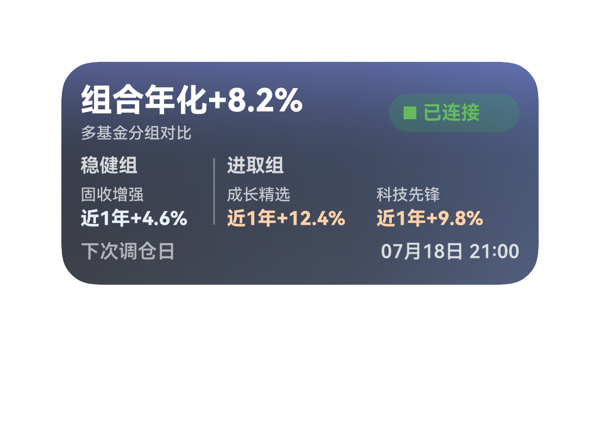 组合年化+8.2%
已连接
多基金分组对比
稳健组
进取组
固收增强
成长精选
科技先锋
近1年+4.6%
近1年+12.4%
近1年+9.8%
下次调仓日
07月18日 21:00